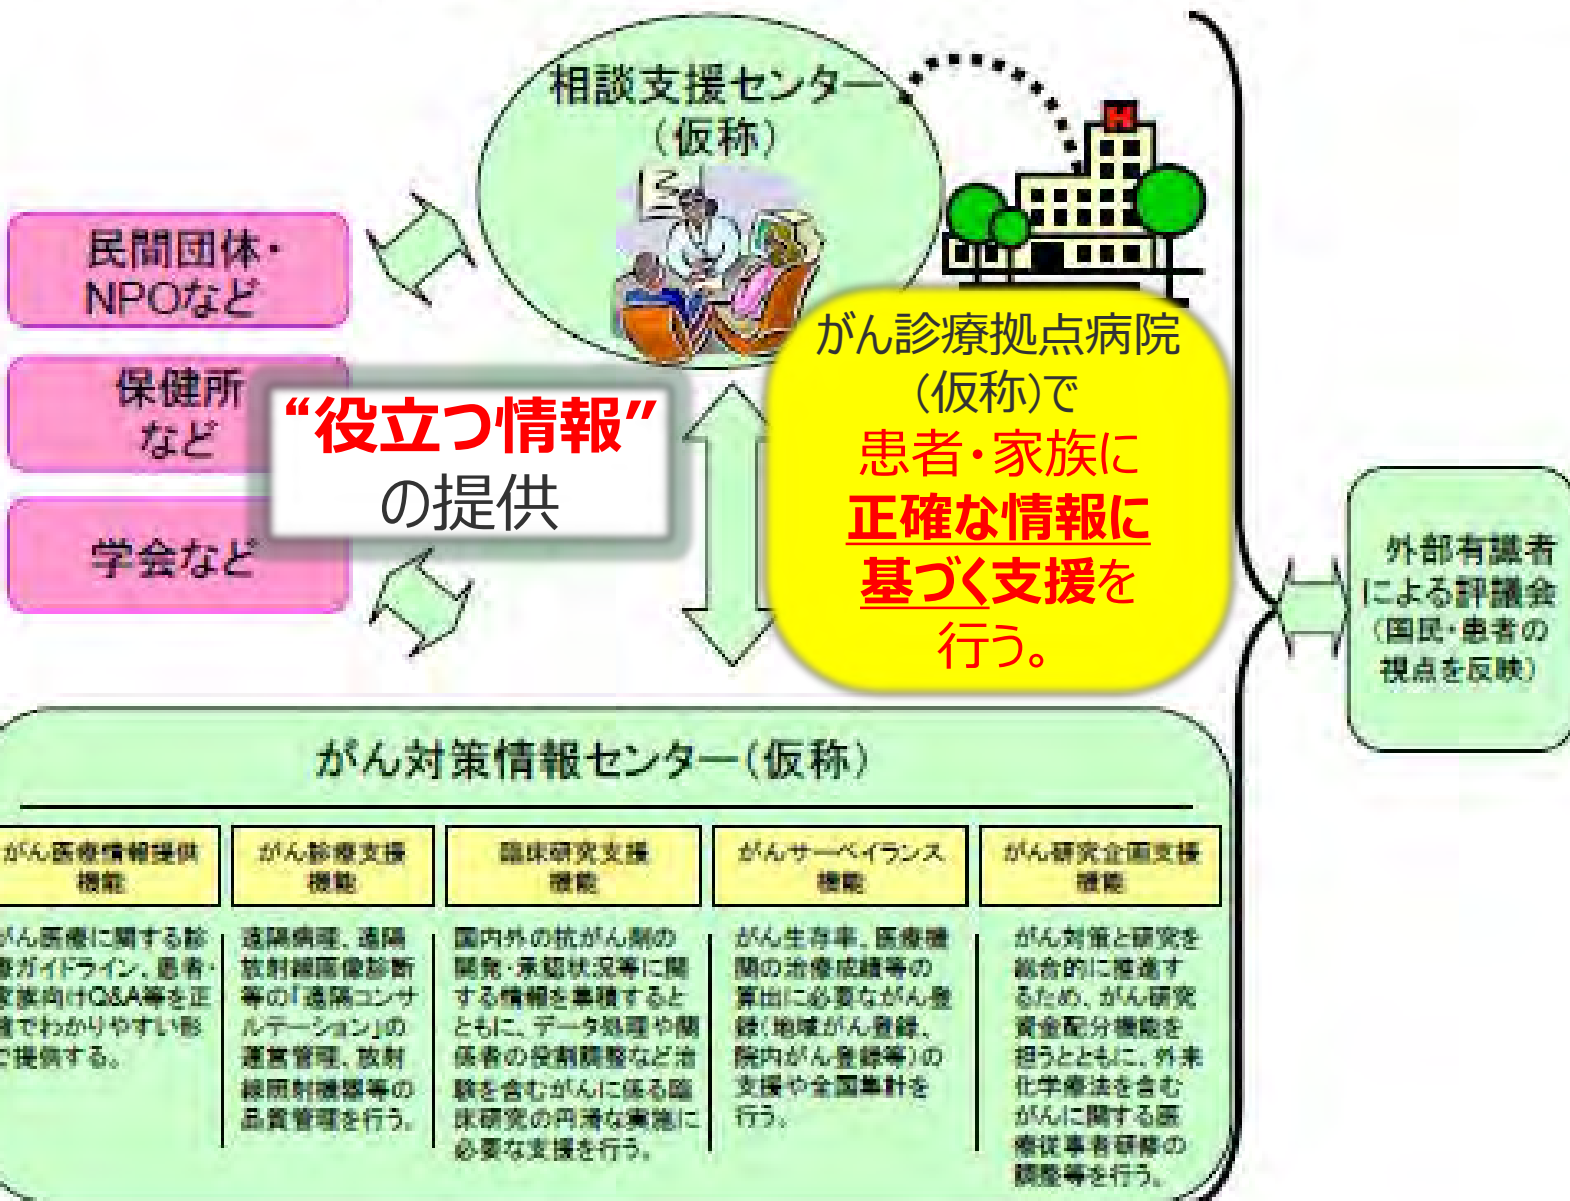 相談支援センター
（仮称）
H
民間団体・
NPOなど
保健所
など
学会など
“役立つ情報”
の提供
がん診療拠点病院
(仮称)で
患者・家族に
正確な情報に
基づく支援を
行う。
外部有識者
による評議会
（国民・患者の
視点を反映）
がん対策情報センター（仮称）
がん医療情報提供
機能
がん医療に関する診
療ガイドライン、患者・
家族向けQ&A等を正
確でわかりやすい形
で提供する。
がん診療支援
機能
遠隔病理、遠隔
放射線画像診断
等の「遠隔コンサ
ルテーション」の
運営管理、放射
線照射機器等の
品質管理を行う。
臨床研究支援
機能
国内外の抗がん剤の
開発・承認状況等に関
する情報を集積すると
ともに、データ処理や関
係者の役割調整など治
験を含むがんに係る臨
床研究の円滑な実施に
必要な支援を行う。
がんサーベイランス
機能
がん生存率、医療機
関の治療成績等の
算出に必要ながん登
録（地域がん登録、
院内がん登録等）の
支援や全国集計を
行う。
がん研究企画支援
機能
がん対策と研究を
総合的に推進す
るため、がん研究
資金配分機能を
担うとともに、外来
化学療法を含む
がんに関する医
療従事者研修の
調整等を行う。